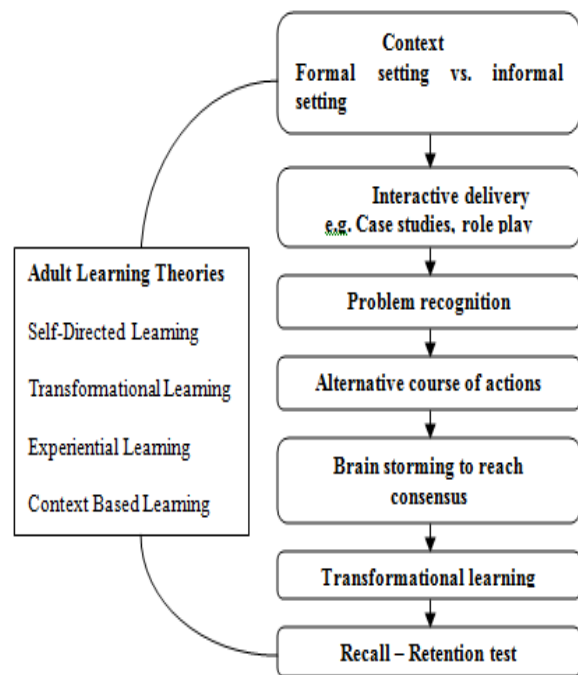 Context
Formal setting vs. informal
setting
Interactive delivery
e.g. Case studies, role play
Adult Learning Theories
Self-Directed Learning
Transformational Learning
Experiential Learning
Context Based Learning
Problem recognition
Alternative course of actions
Brain storming to reach
consensus
Transformational learning
Recall – Retention test